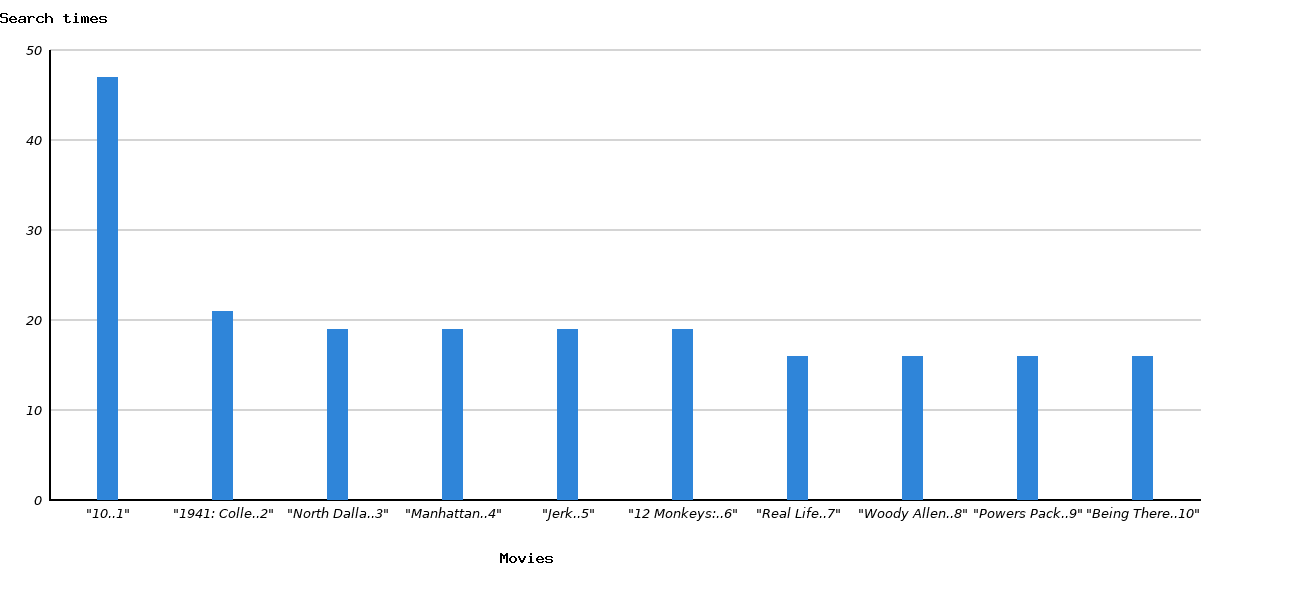 Search times
50
40
30
20
10
0
"10..1" "1941: Colle..2" "North Dalla..3" "Manhattan..4" "Jerk..5" "12 Monkeys:..6" "Real Life..7" "Woody Allen..8" "Powers Pack..9" "Being There..10"
Movies